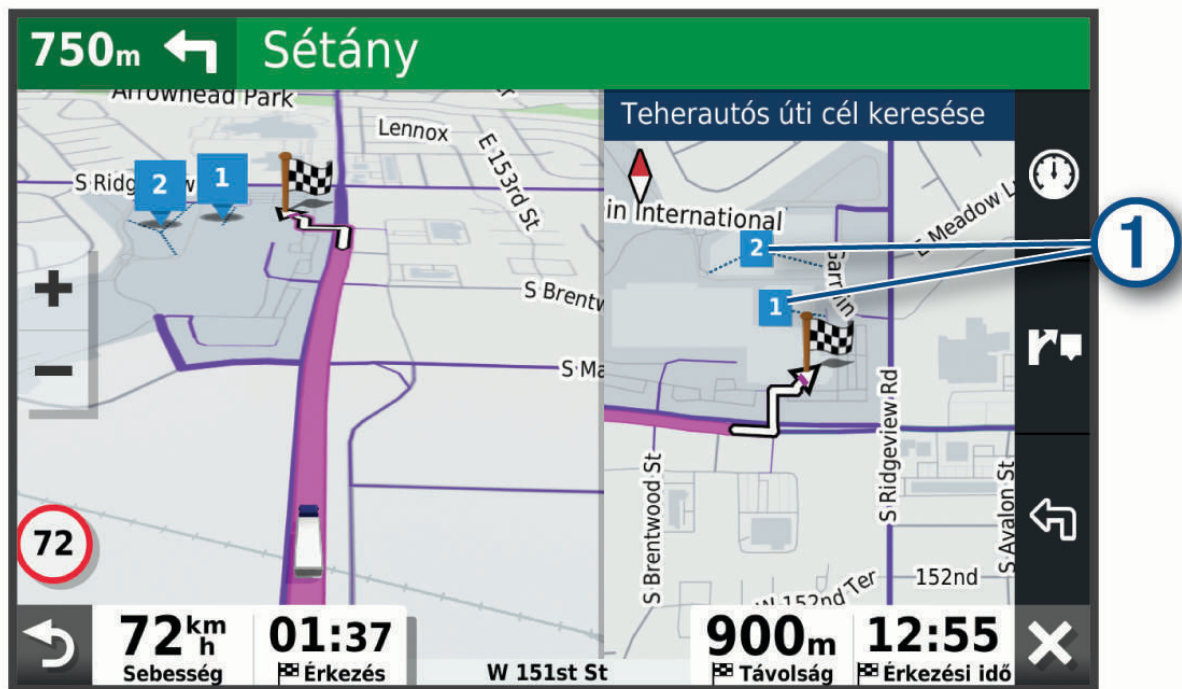 750m Sétány
Arrowhead Park
Lennox
E 153rd St
S Ridg
w
2
1
S Brentw
S Ma
+
−
72
72 km h
Sebesség
01:37
Érkezés
W 151st St
Teherautós úti cél keresése
in International
E Meadow L
2
1
S Ridgeview Rd
S Brentwood St
S Avalon St
152nd
W 152nd Ter
900m
Távolság
12:55
Érkezési idő
1